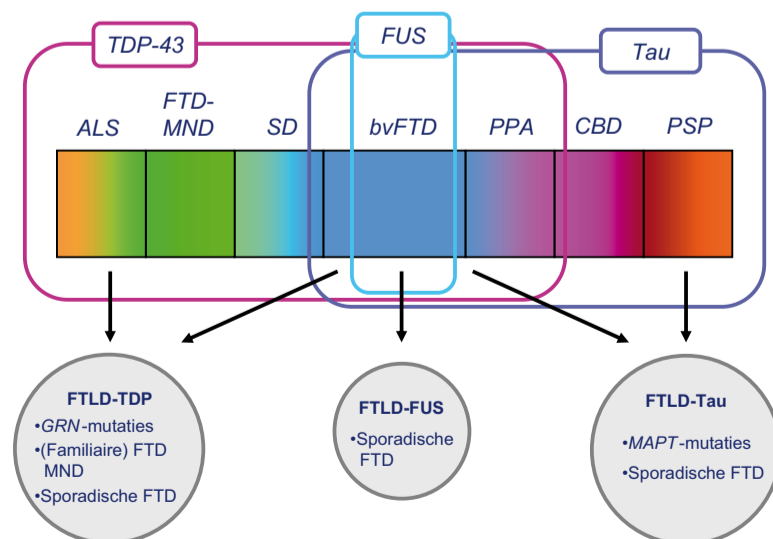 TDP-43
FUS
Tau
ALS
FTD-
MND
SD
bvFTD
PPA
CBD
PSP
FTLD-TDP
•GRN-mutaties
•(Familiaire) FTD
MND
•Sporadische FTD
FTLD-FUS
•Sporadische
FTD
FTLD-Tau
•MAPT-mutaties
•Sporadische FTD